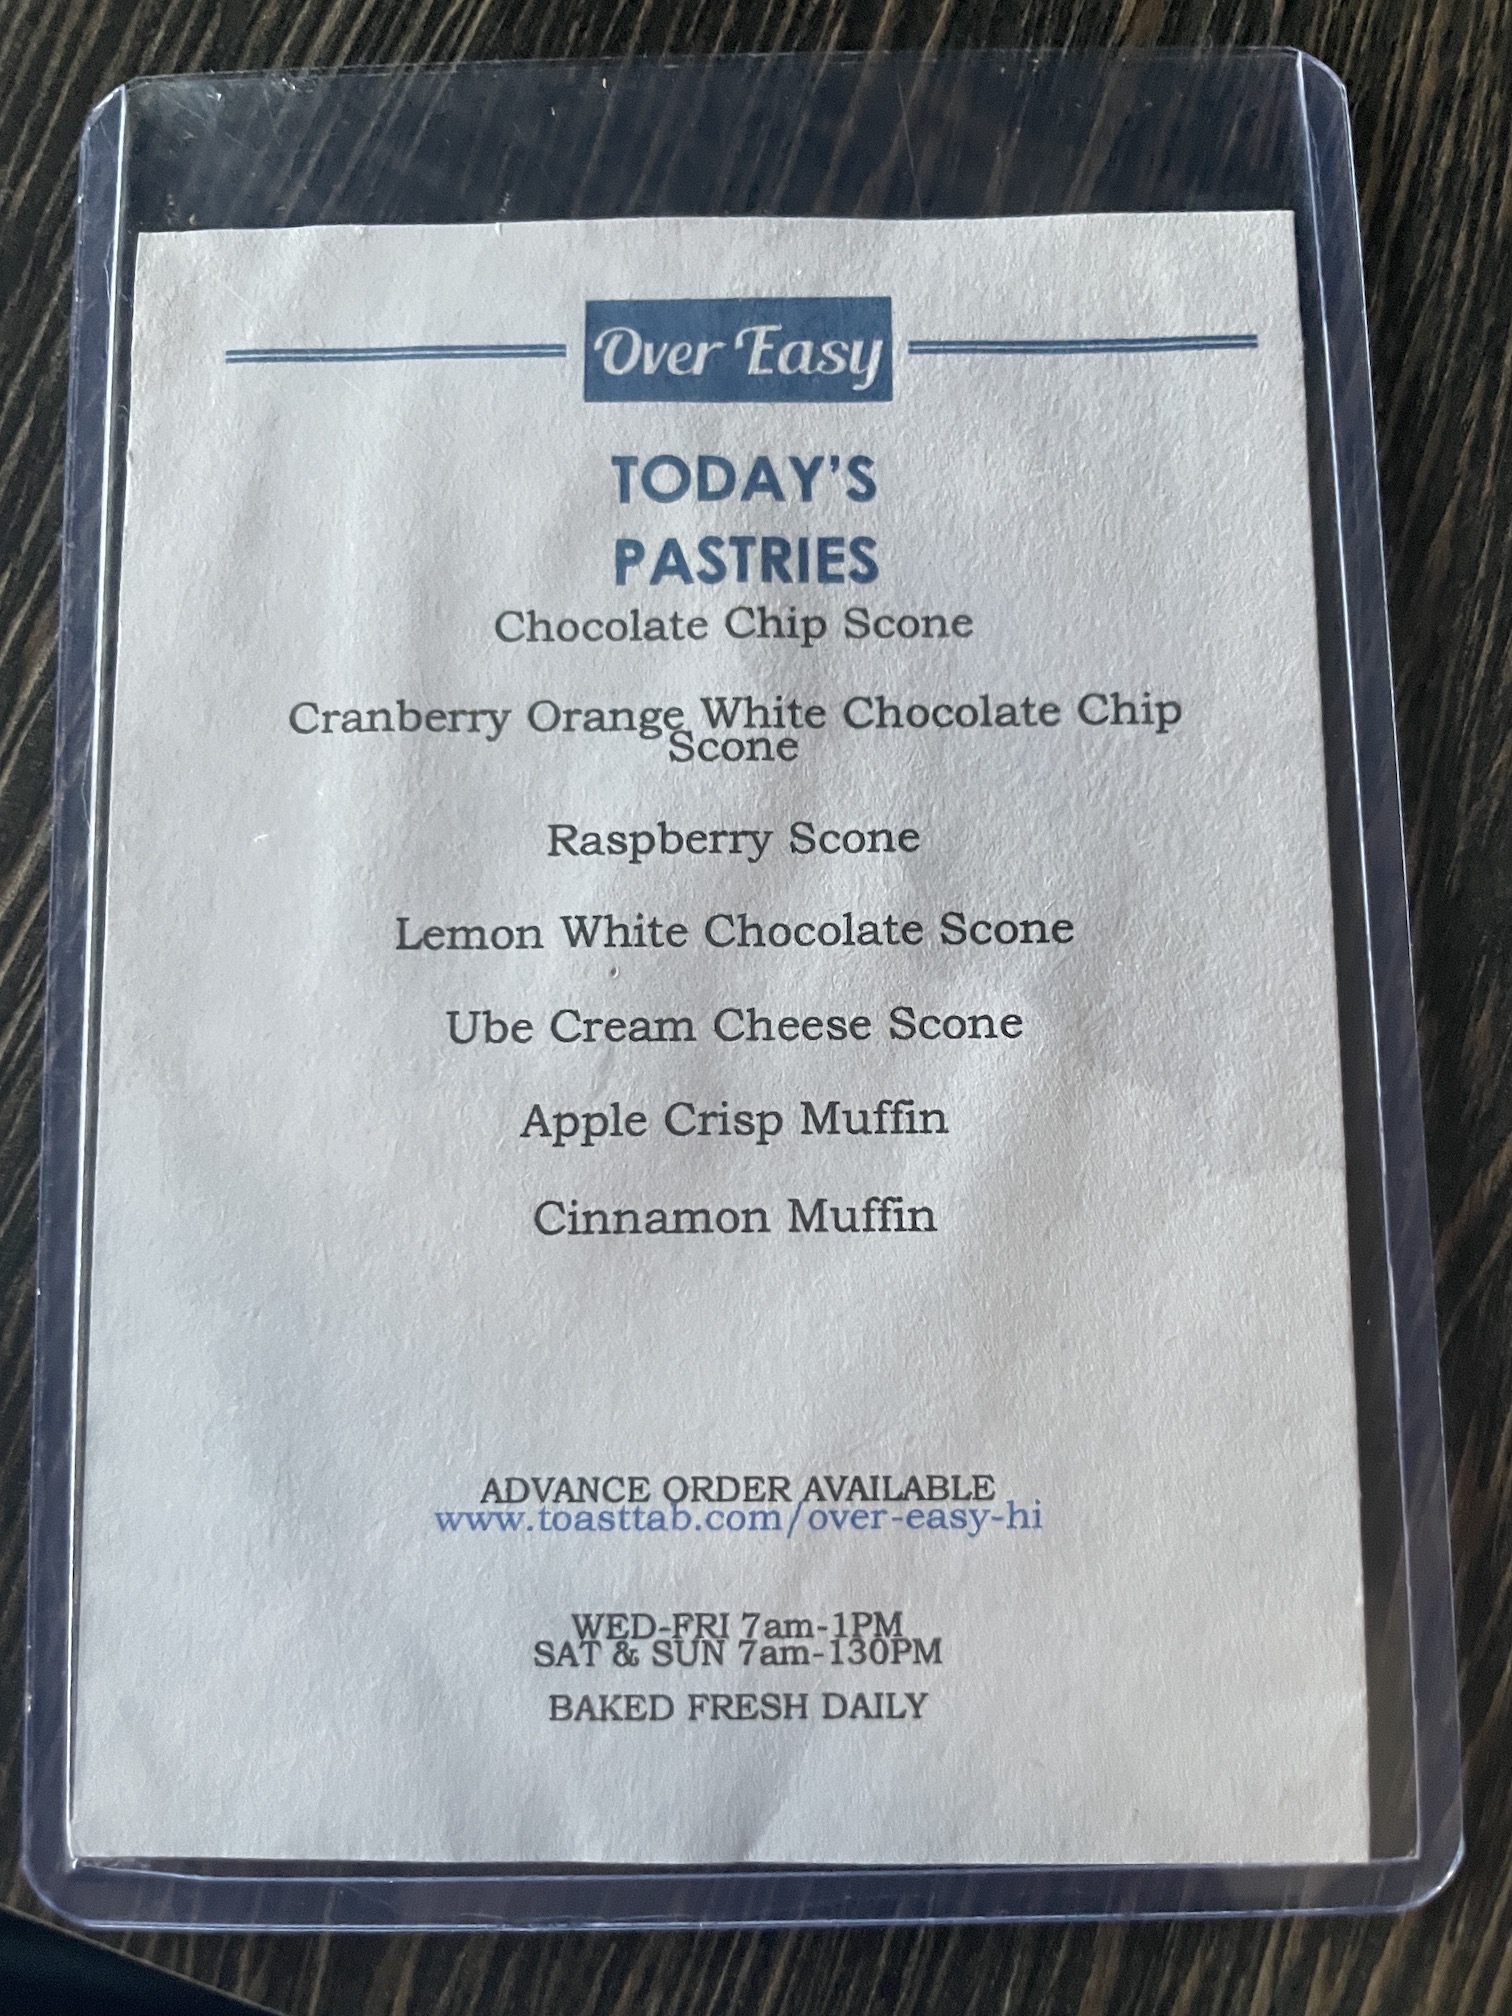 Over Easy
TODAY'S
PASTRIES
Chocolate Chip Scone
Cranberry Orange White Chocolate Chip
Scone
Raspberry Scone
Lemon White Chocolate Scone
Ube Cream Cheese Scone
Apple Crisp Muffin
Cinnamon Muffin
ADVANCE ORDER AVAILABLE
www.toasttab.com/over-easy-hi
WED-FRI 7am-1PM
SAT & SUN 7am-130PM
BAKED FRESH DAILY